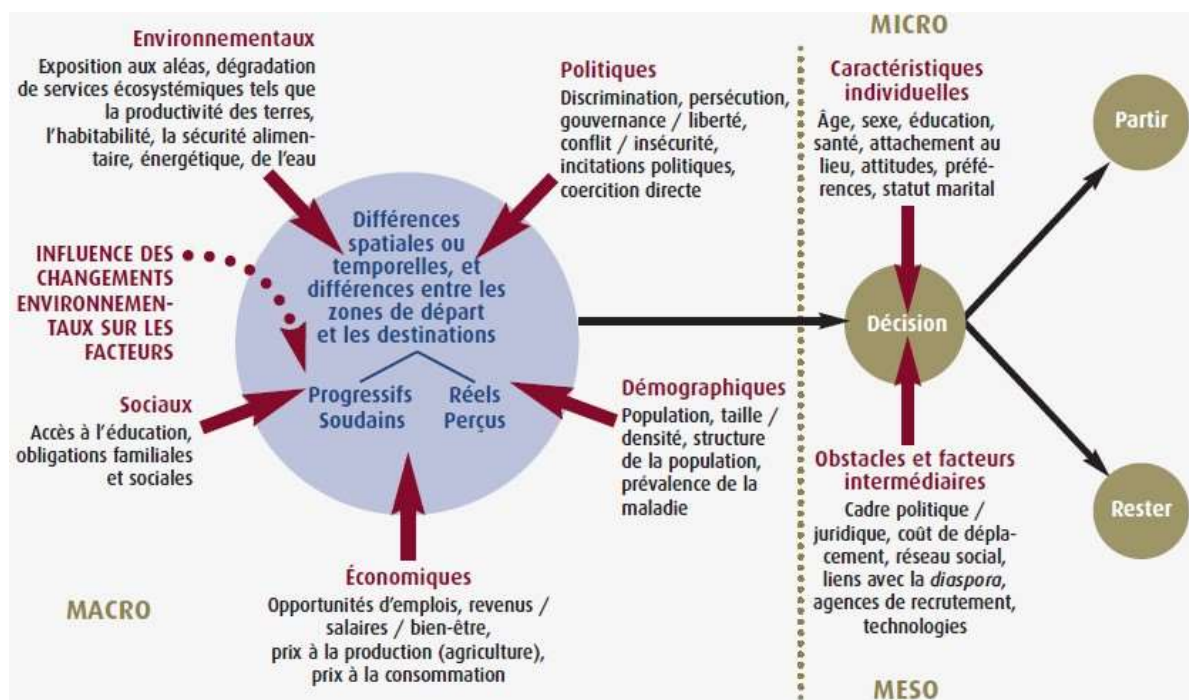 Environnementaux
Exposition aux aléas, dégradation
de services écosystémiques tels que
la productivité des terres,
l'habitabilité, la sécurité alimen-
taire, énergétique, de l'eau
Politiques
Discrimination, persécution,
gouvernance / liberté,
conflit / insécurité,
incitations politiques,
coercition directe
MICRO
Caractéristiques
individuelles
Âge, sexe, éducation,
santé, attachement au
lieu, attitudes, préfé-
rences, statut marital
Partir
INFLUENCE DES
CHANGEMENTS
ENVIRONNEMEN-
TAUX SUR LES
FACTEURS
Différences
spatiales ou
temporelles, et
différences entre les
zones de départ
et les destinations
Progressifs
Soudains
Réels
Perçus
Décision
Sociaux
Accès à l'éducation,
obligations familiales
et sociales
Démographiques
Population, taille /
densité, structure
de la population,
prévalence de la
maladie
Obstacles et facteurs
intermédiaires
Cadre politique /
juridique, coût de dépla-
cement, réseau social,
liens avec la diaspora,
agences de recrutement,
technologies
Rester
Économiques
Opportunités d'emplois, revenus /
salaires / bien-être,
prix à la production (agriculture),
prix à la consommation
MACRO
MESO